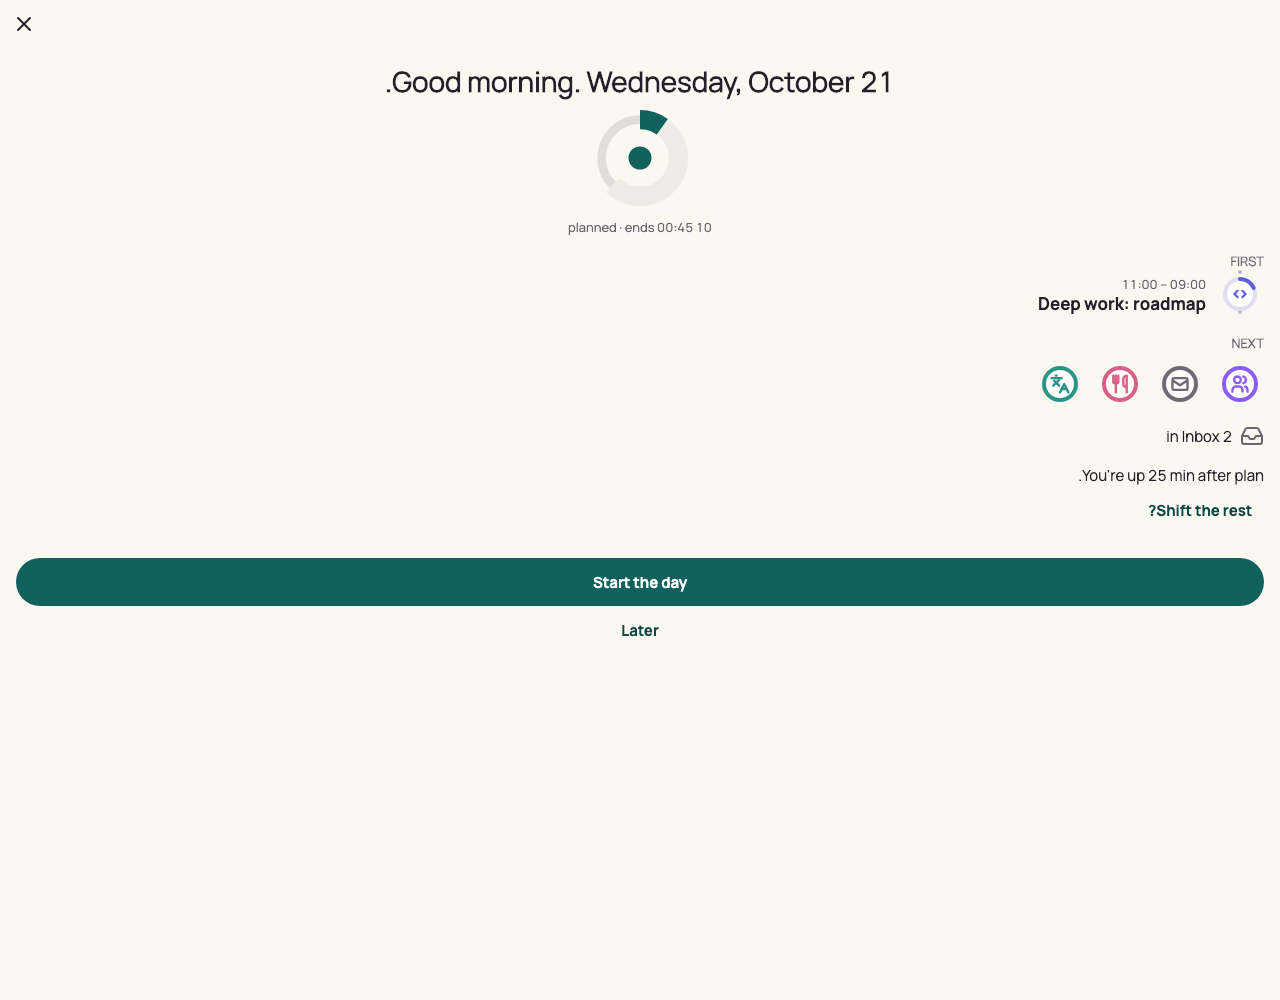 .Good morning. Wednesday, October 21
planned · ends 00:45 10
FIRST
11:00 – 09:00
Deep work: roadmap
NEXT
in Inbox 2
.You're up 25 min after plan
?Shift the rest
Start the day
Later